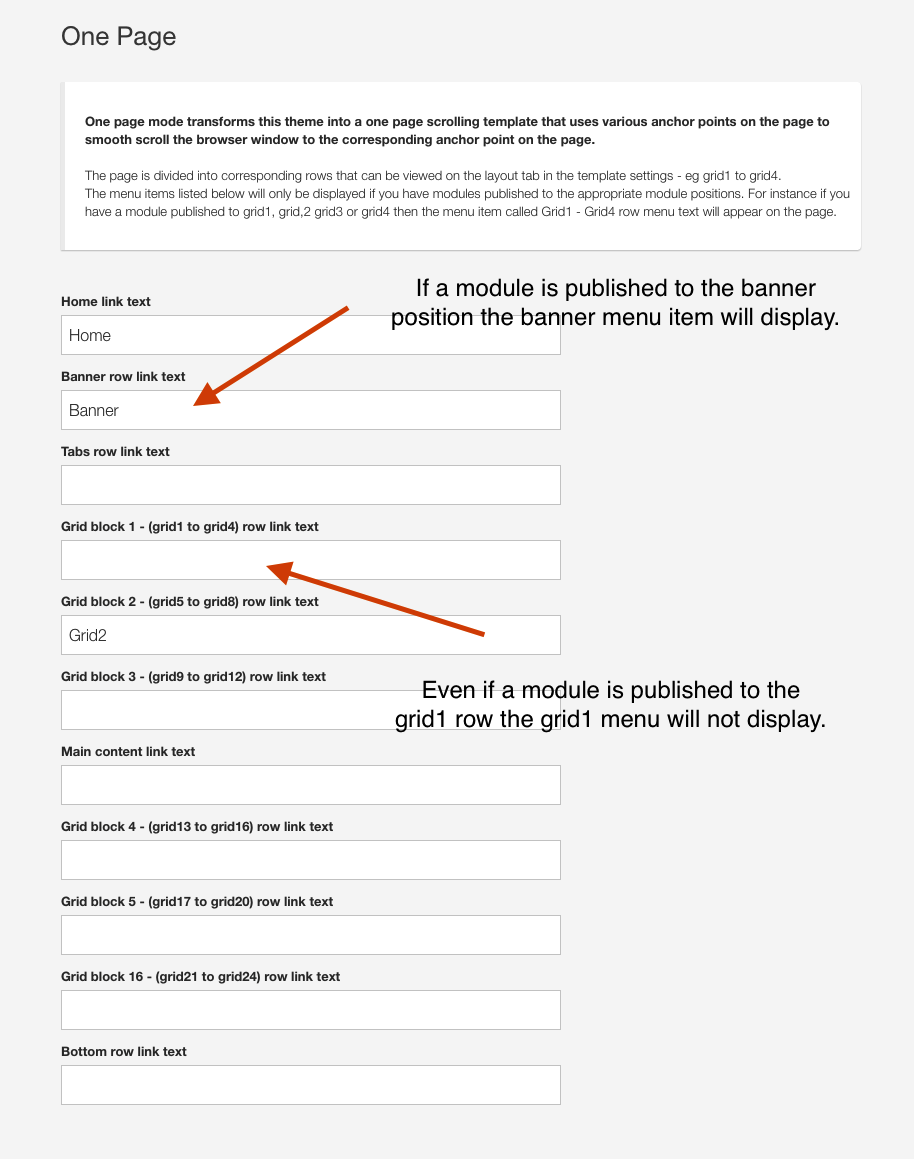 One Page
One page mode transforms this theme into a one page scrolling template that uses various anchor points on the page to
smooth scroll the browser window to the corresponding anchor point on the page.
The page is divided into corresponding rows that can be viewed on the layout tab in the template settings - eg grid1 to grid4.
The menu items listed below will only be displayed if you have modules published to the appropriate module positions. For instance if you
have a module published to grid1, grid,2 grid3 or grid4 then the menu item called Grid1 - Grid4 row menu text will appear on the page.
If a module is published to the banner
position the banner menu item will display.
Home link text
Home
Banner row link text
Banner
Tabs row link text
Grid block 1 - (grid1 to grid4) row link text
Grid block 2 - (grid5 to grid8) row link text
Grid2
Grid block 3 - (grid9 to grid12) row link text
Even if a module is published to the
grid1 row the grid1 menu will not display.
Main content link text
Grid block 4 - (grid13 to grid16) row link text
Grid block 5 - (grid17 to grid20) row link text
Grid block 16 - (grid21 to grid24) row link text
Bottom row link text